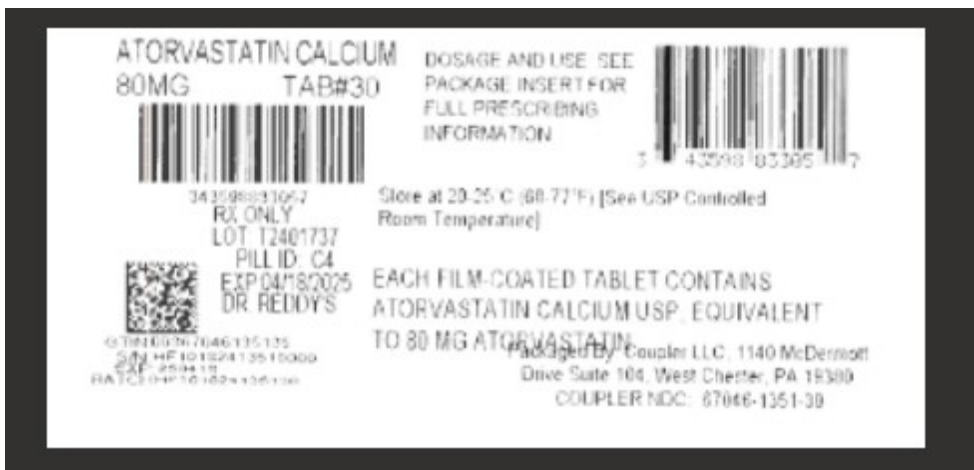 ATORVASTATIN CALCIUM
80MG TAB#30
RX ONLY
LOT T2401737
PILL ID: C4
EXP 04/18/2025
DR REDDY'S
DOSAGE AND USE SEE
PACKAGE INSERT FOR
FULL PRESCRIBING
INFORMATION
Store at 20-25°C (68-77°F) [See USP Controlled
Room Temperature]
EACH FILM-COATED TABLET CONTAINS
ATORVASTATIN CALCIUM USP, EQUIVALENT
TO 80 MG ATORVASTATIN
Packaged by: Coupler LLC, 1140 McDermott
Drive Suite 104, West Chester, PA 19380
COUPLER NDC: 67046-1351-30